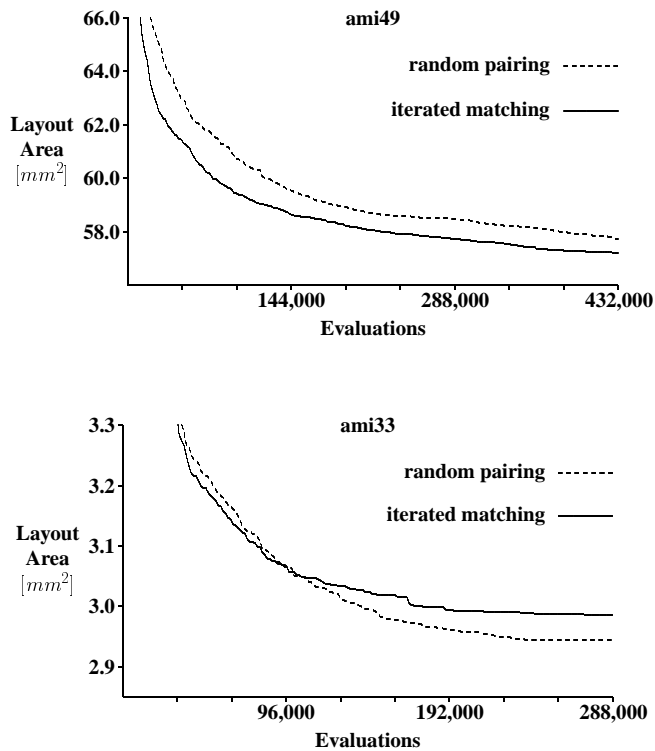 ami49
66.0
64.0
62.0
60.0
58.0
Layout
Area
[mm²]
random pairing
iterated matching
144,000 288,000 432,000
Evaluations
ami33
3.3
3.2
3.1
3.0
2.9
Layout
Area
[mm²]
random pairing
iterated matching
96,000 192,000 288,000
Evaluations